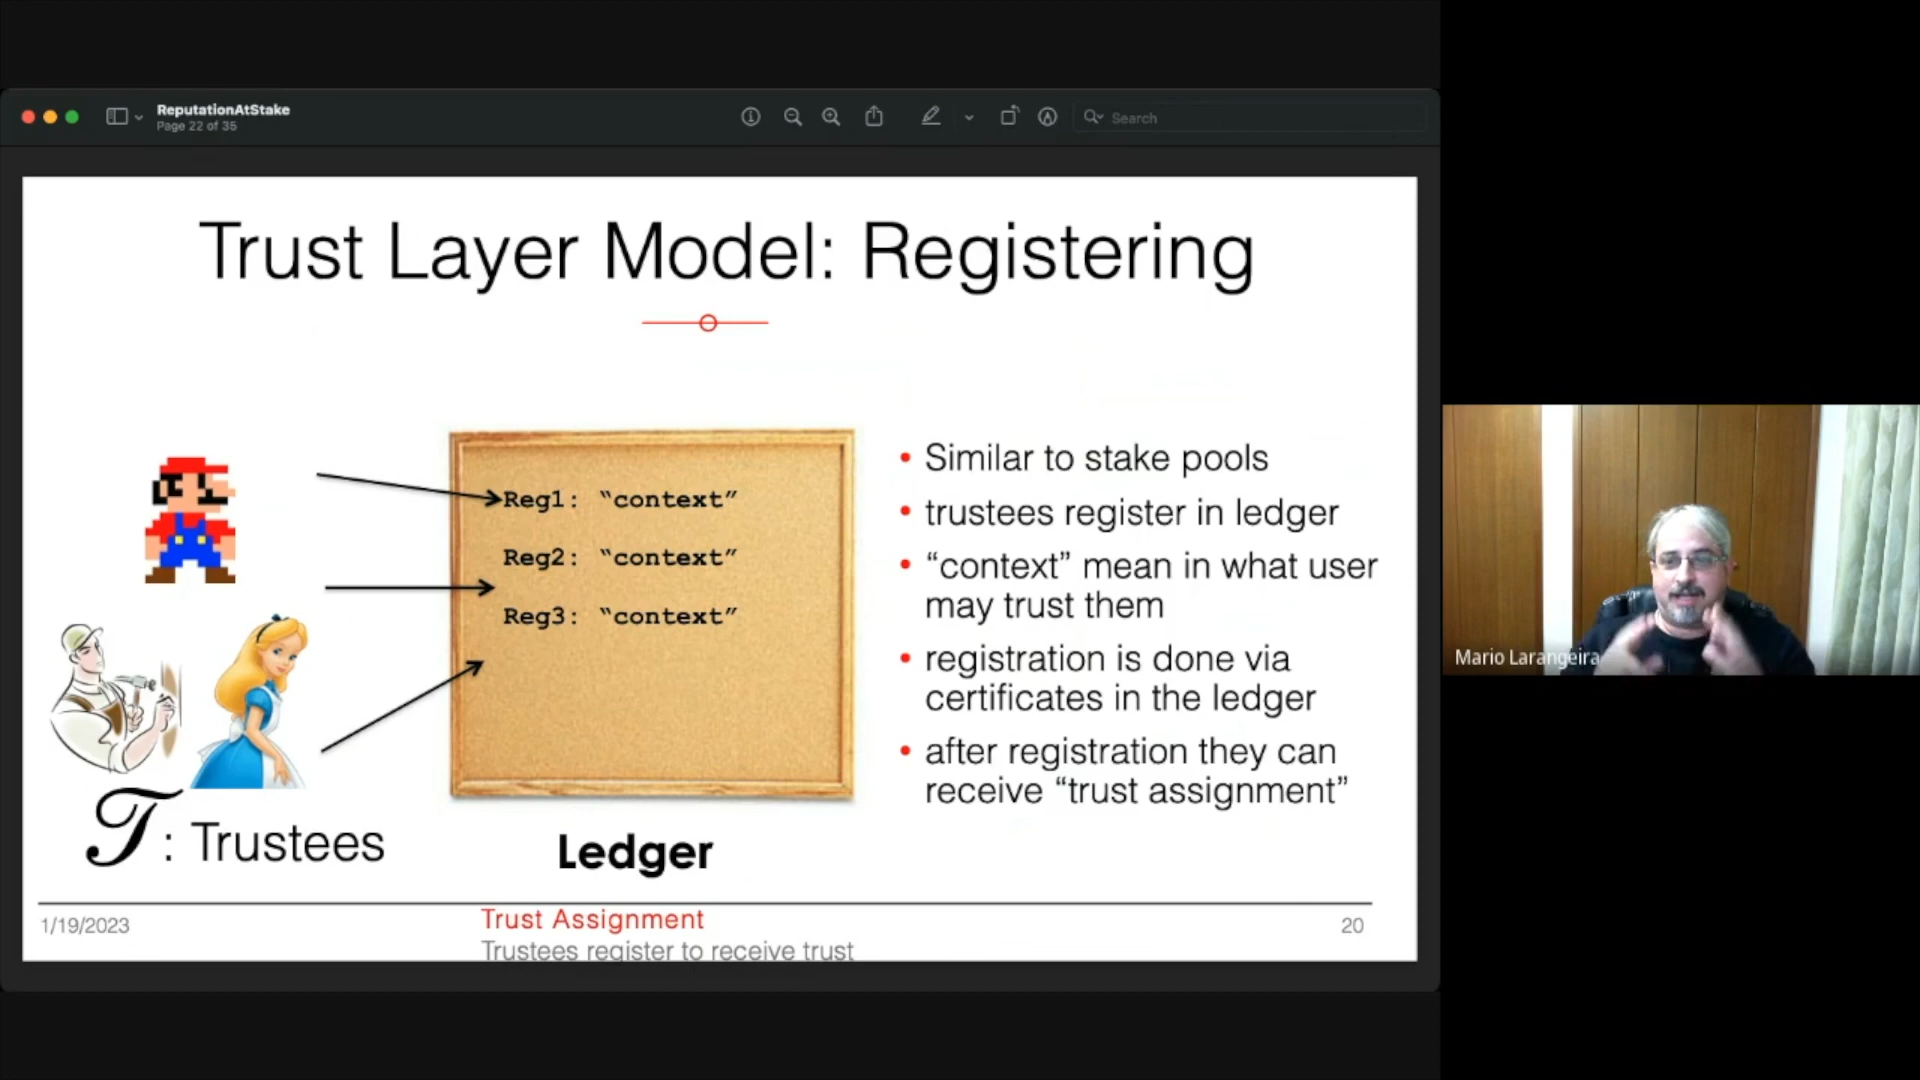 ReputationAtStake
Page 22 of 35
Search
Trust Layer Model: Registering
Reg1: “context”
Reg2: “context”
Reg3: “context”
𝒯: Trustees
Ledger
• Similar to stake pools
• trustees register in ledger
• “context” mean in what user
may trust them
• registration is done via
certificates in the ledger
• after registration they can
receive “trust assignment”
1/19/2023
Trust Assignment
Trustees register to receive trust
20
Mario Larangeira